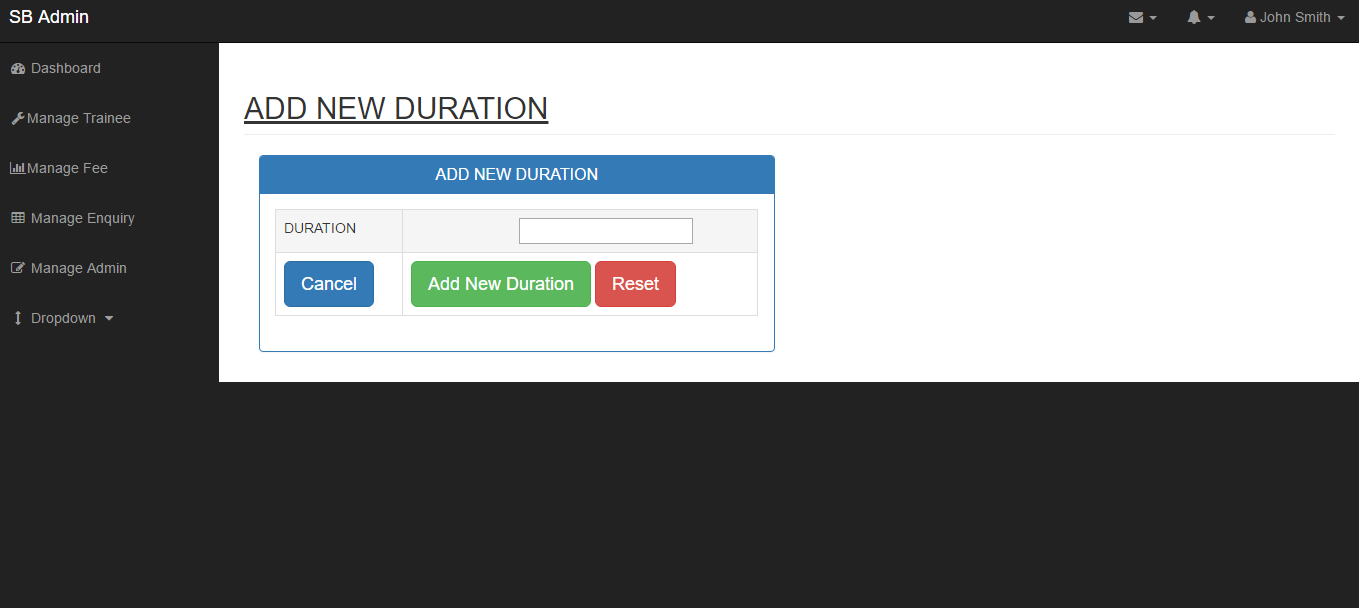 SB Admin
John Smith
Dashboard
Manage Trainee
Manage Fee
Manage Enquiry
Manage Admin
Dropdown
ADD NEW DURATION
ADD NEW DURATION
DURATION
Cancel Add New Duration Reset